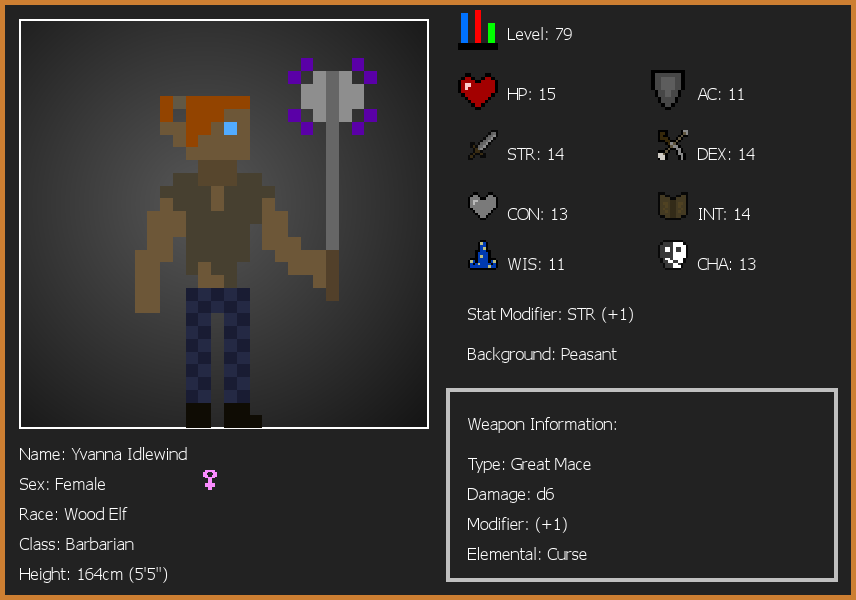 Level: 79
HP: 15
AC: 11
STR: 14
DEX: 14
CON: 13
INT: 14
WIS: 11
CHA: 13
Stat Modifier: STR (+1)
Background: Peasant
Weapon Information:
Type: Great Mace
Damage: d6
Modifier: (+1)
Elemental: Curse
Name: Yvanna Idlewind
Sex: Female
Race: Wood Elf
Class: Barbarian
Height: 164cm (5'5")